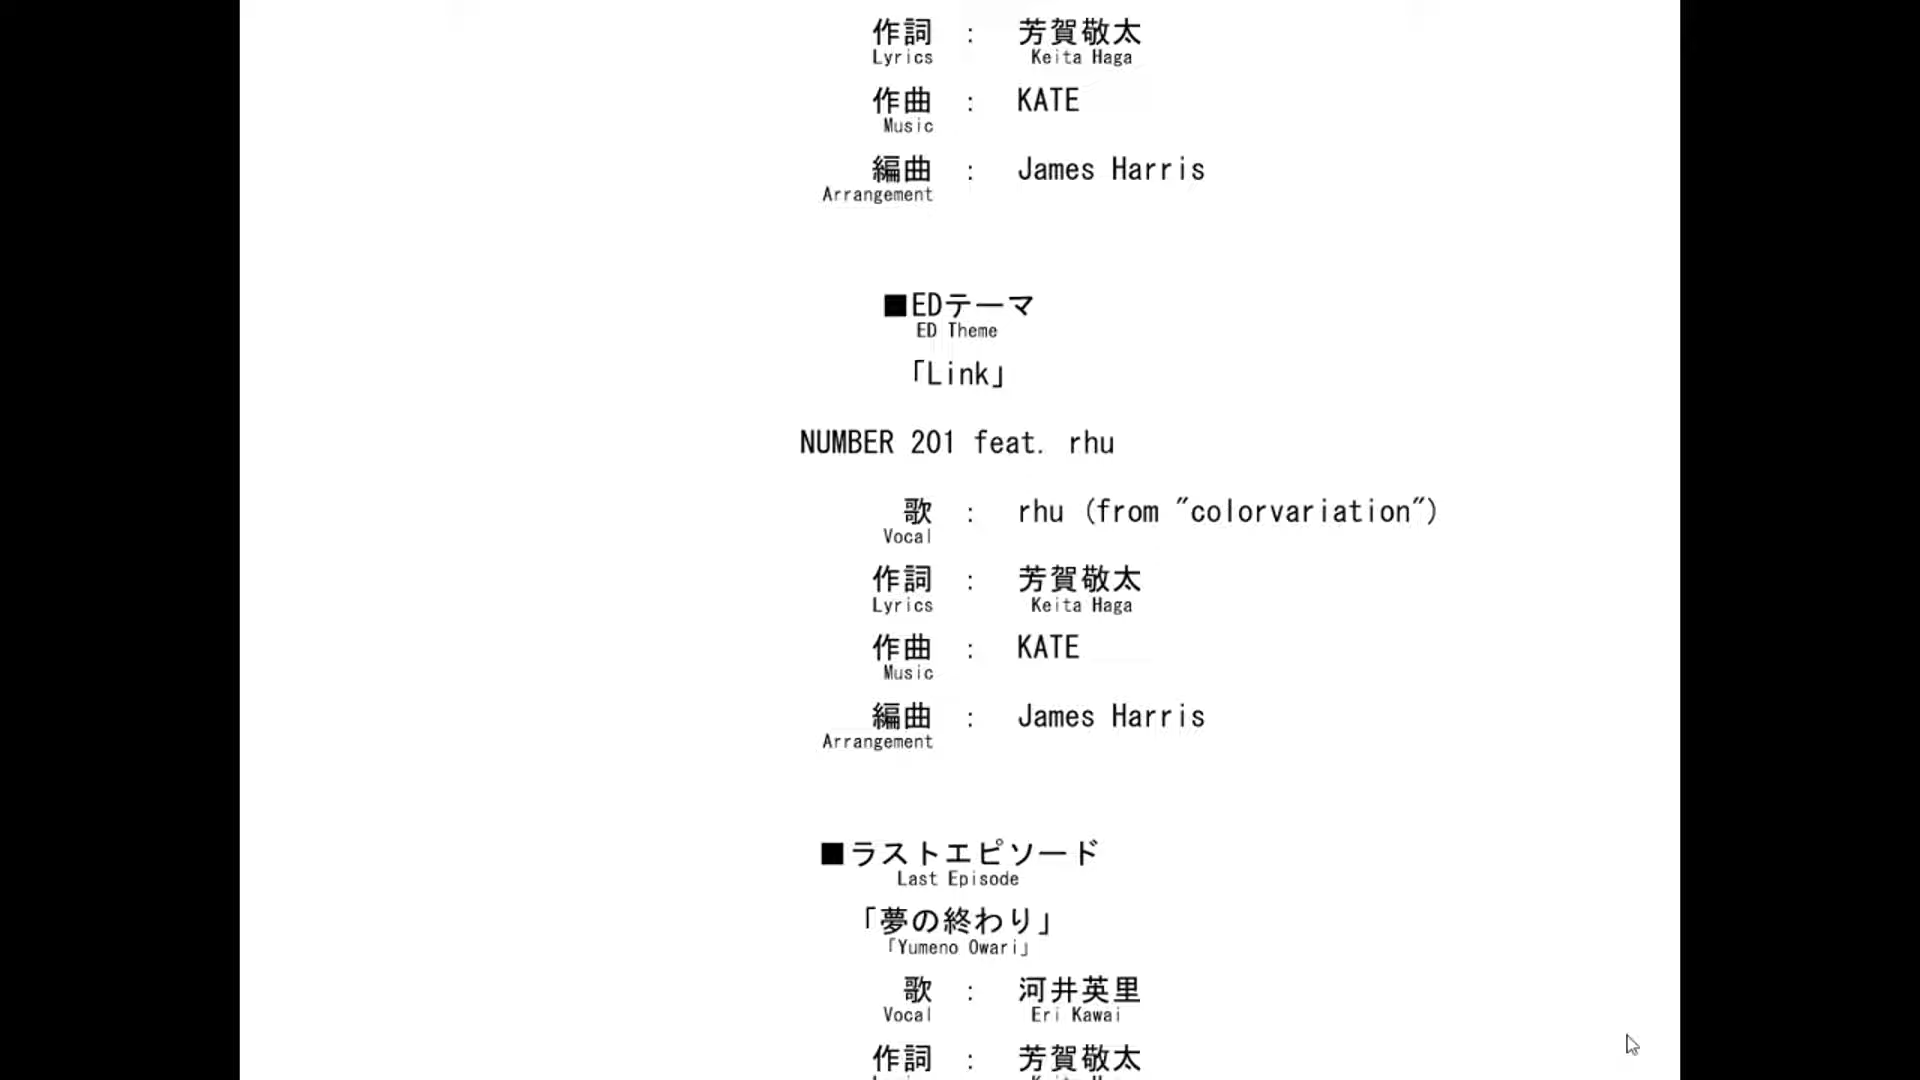 作詞 : 芳賀敬太
Lyrics Keita Haga
作曲 : KATE
Music
編曲 : James Harris
Arrangement
■EDテーマ
ED Theme
「Link」
NUMBER 201 feat. rhu
歌 : rhu (from "colorvariation")
Vocal
作詞 : 芳賀敬太
Lyrics Keita Haga
作曲 : KATE
Music
編曲 : James Harris
Arrangement
■ラストエピソード
Last Episode
「夢の終わり」
「Yumeno Owari」
歌 : 河井英里
Vocal Eri Kawai
作詞 : 芳賀敬太